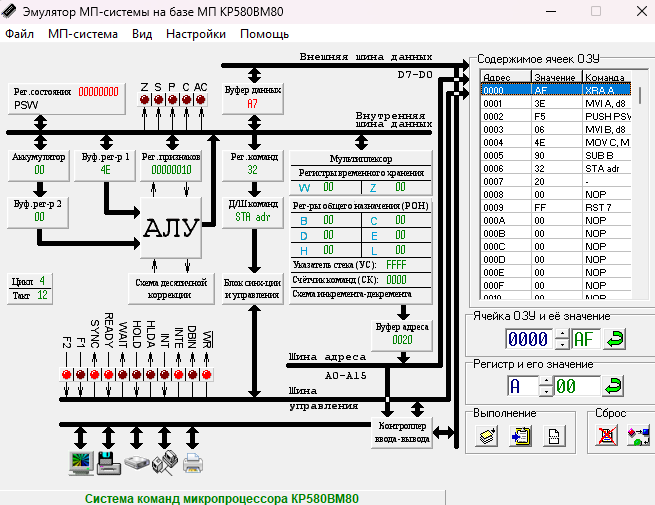 Эмулятор МП-системы на базе МП КР580ВМ80
Файл МП-система Вид Настройки Помощь
Внешняя шина данных
D7-D0
Z S P C AC
Рег.состояния 00000000
PSW
Буфер данных
A7
Внутренняя
шина данных
Аккумулятор
00
Буф.рег-р 1
4E
Рег.признаков
00000010
Рег.команд
32
Мультиплексор
Регистры временного хранения
W 00 Z 00
Буф.рег-р 2
00
АЛУ
Д/Ш команд
STA adr
Рег-ры общего назначения (РОН)
B 00 C 00
D 00 E 00
H 00 L 00
Указатель стека (УС): FFFF
Счётчик команд (СК): 0000
Схема инкремента-декремента
Цикл 4
Такт 12
Схема десятичной
коррекции
Блок синх-ции
и управления
Буфер адреса
0020
F2 F1 SYNC READY WAIT HOLD HLDA INT INTE DBIN WR
Шина адреса
A0-A15
Шина
управления
Контроллер
ввода-вывода
Система команд микропроцессора КР580ВМ80
Содержимое ячеек ОЗУ
Адрес Значение Команда
0000 AF XRA A
0001 3E MVI A, d8
0002 F5 PUSH PSW
0003 06 MVI B, d8
0004 4E MOV C, M
0005 90 SUB B
0006 32 STA adr
0007 20 -
0008 00 NOP
0009 FF RST 7
000A 00 NOP
000B 00 NOP
000C 00 NOP
000D 00 NOP
000E 00 NOP
000F 00 NOP
0010 00 NOP
Ячейка ОЗУ и её значение
0000 AF
Регистр и его значение
A 00
Выполнение
Сброс